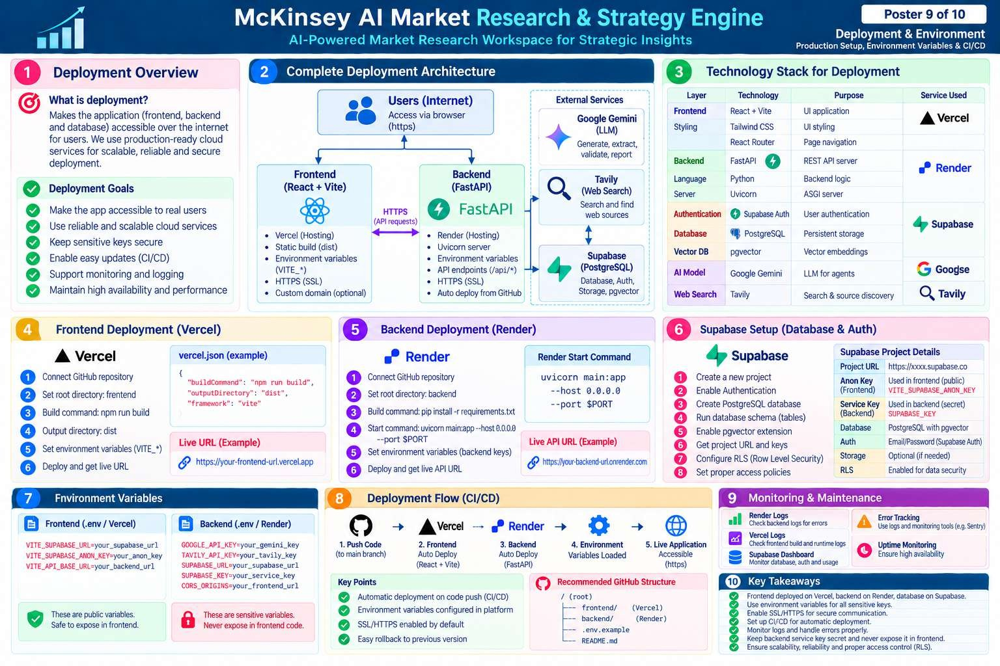 McKinsey AI Market Research & Strategy Engine
AI-Powered Market Research Workspace for Strategic Insights
Poster 9 of 10
Deployment & Environment
Production Setup, Environment Variables & CI/CD
1 Deployment Overview
What is deployment?
Makes the application (frontend, backend
and database) accessible over the internet
for users. We use production-ready cloud
services for scalable, reliable and secure
deployment.
Deployment Goals
Make the app accessible to real users
Use reliable and scalable cloud services
Keep sensitive keys secure
Enable easy updates (CI/CD)
Support monitoring and logging
Maintain high availability and performance
2 Complete Deployment Architecture
Users (Internet)
Access via browser
(https)
Frontend
(React + Vite)
• Vercel (Hosting)
• Static build (dist)
• Environment variables
(VITE_*)
• HTTPS (SSL)
• Custom domain (optional)
HTTPS
(API requests)
Backend
(FastAPI)
FastAPI
• Render (Hosting)
• Uvicorn server
• Environment variables
• API endpoints (/api/*)
• HTTPS (SSL)
• Auto deploy from GitHub
External Services
Google Gemini
(LLM)
Generate, extract,
validate, report
Tavily
(Web Search)
Search and find
web sources
Supabase
(PostgreSQL)
Database, Auth,
Storage, pgvector
3 Technology Stack for Deployment
Layer Technology Purpose Service Used
Frontend React + Vite UI application Vercel
Styling Tailwind CSS UI styling
React Router Page navigation
Backend FastAPI REST API server Render
Language Python Backend logic
Server Uvicorn ASGI server
Authentication Supabase Auth User authentication Supabase
Database PostgreSQL Persistent storage
Vector DB pgvector Vector embeddings
AI Model Google Gemini LLM for agents Googse
Web Search Tavily Search & source discovery Tavily
4 Frontend Deployment (Vercel)
Vercel
1 Connect GitHub repository
2 Set root directory: frontend
3 Build command: npm run build
4 Output directory: dist
5 Set environment variables (VITE_*)
6 Deploy and get live URL
vercel.json (example)
{
"buildCommand": "npm run build",
"outputDirectory": "dist",
"framework": "vite"
}
Live URL (Example)
https://your-frontend-url.vercel.app
5 Backend Deployment (Render)
Render
1 Connect GitHub repository
2 Set root directory: backend
3 Build command: pip install -r requirements.txt
4 Start command: uvicorn main:app --host 0.0.0.0
--port $PORT
5 Set environment variables (backend keys)
6 Deploy and get live API URL
Render Start Command
uvicorn main:app
--host 0.0.0.0
--port $PORT
Live API URL (Example)
https://your-backend-url.onrender.com
6 Supabase Setup (Database & Auth)
Supabase
1 Create a new project
2 Enable Authentication
3 Create PostgreSQL database
4 Run database schema (tables)
5 Enable pgvector extension
6 Get project URL and keys
7 Configure RLS (Row Level Security)
8 Set proper access policies
Supabase Project Details
Project URL https://xxxx.supabase.co
Anon Key Used in frontend (public)
(Frontend) VITE_SUPABASE_ANON_KEY
Service Key Used in backend (secret)
(Backend) SUPABASE_KEY
Database PostgreSQL with pgvector
Auth Email/Password (Supabase Auth)
Storage Optional (if needed)
RLS Enabled for data security
7 Fnvironment Variables
Frontend (.env / Vercel)
VITE_SUPABASE_URL=your_supabase_url
VITE_SUPABASE_ANON_KEY=your_anon_key
VITE_API_BASE_URL=your_backend_url
These are public variables.
Safe to expose in frontend.
Backend (.env / Render)
GOOGLE_API_KEY=your_gemini_key
TAVILY_API_KEY=your_tavily_key
SUPABASE_URL=your_supabase_url
SUPABASE_KEY=your_service_key
CORS_ORIGINS=your_frontend_url
These are sensitive variables.
Never expose in frontend code.
8 Deployment Flow (CI/CD)
Vercel Render
1. Push Code 2. Frontend 3. Backend 4. Environment 5. Live Application
(to main branch) Auto Deploy Auto Deploy Variables Loaded Accessible
(React + Vite) (FastAPI) (https)
Key Points
Automatic deployment on code push (CI/CD)
Environment variables configured in platform
SSL/HTTPS enabled by default
Easy rollback to previous version
Recommended GitHub Structure
/ (root)
├── frontend/ (Vercel)
├── backend/ (Render)
├── .env.example
└── README.md
9 Monitoring & Maintenance
Render Logs
Check backend logs for errors
Vercel Logs
Check frontend build and runtime logs
Supabase Dashboard
Monitor database, auth and usage
Error Tracking
Use logs and monitoring tools (e.g. Sentry)
Uptime Monitoring
Ensure high availability
10 Key Takeaways
Frontend deployed on Vercel, backend on Render, database on Supabase.
Use environment variables for all sensitive keys.
Enable SSL/HTTPS for secure communication.
Set up CI/CD for automatic deployment.
Monitor logs and handle errors properly.
Keep backend service key secret and never expose it in frontend.
Ensure scalability, reliability and proper access control (RLS).